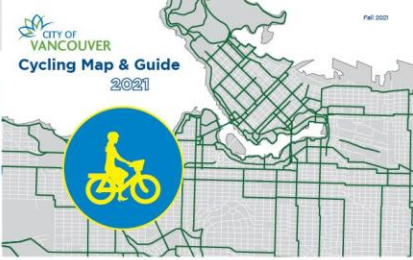 CITY OF
VANCOUVER
Cycling Map & Guide
2021
Fall 2021